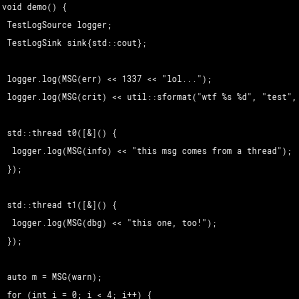 void demo() {
TestLogSource logger;
TestLogSink sink{std::cout};
logger.log(MSG(err) << 1337 << "lol...");
logger.log(MSG(crit) << util::sformat("wtf %s %d", "test",
std::thread t0([&]() {
logger.log(MSG(info) << "this msg comes from a thread");
});
std::thread t1([&]() {
logger.log(MSG(dbg) << "this one, too!");
});
auto m = MSG(warn);
for (int i = 0; i < 4; i++) {